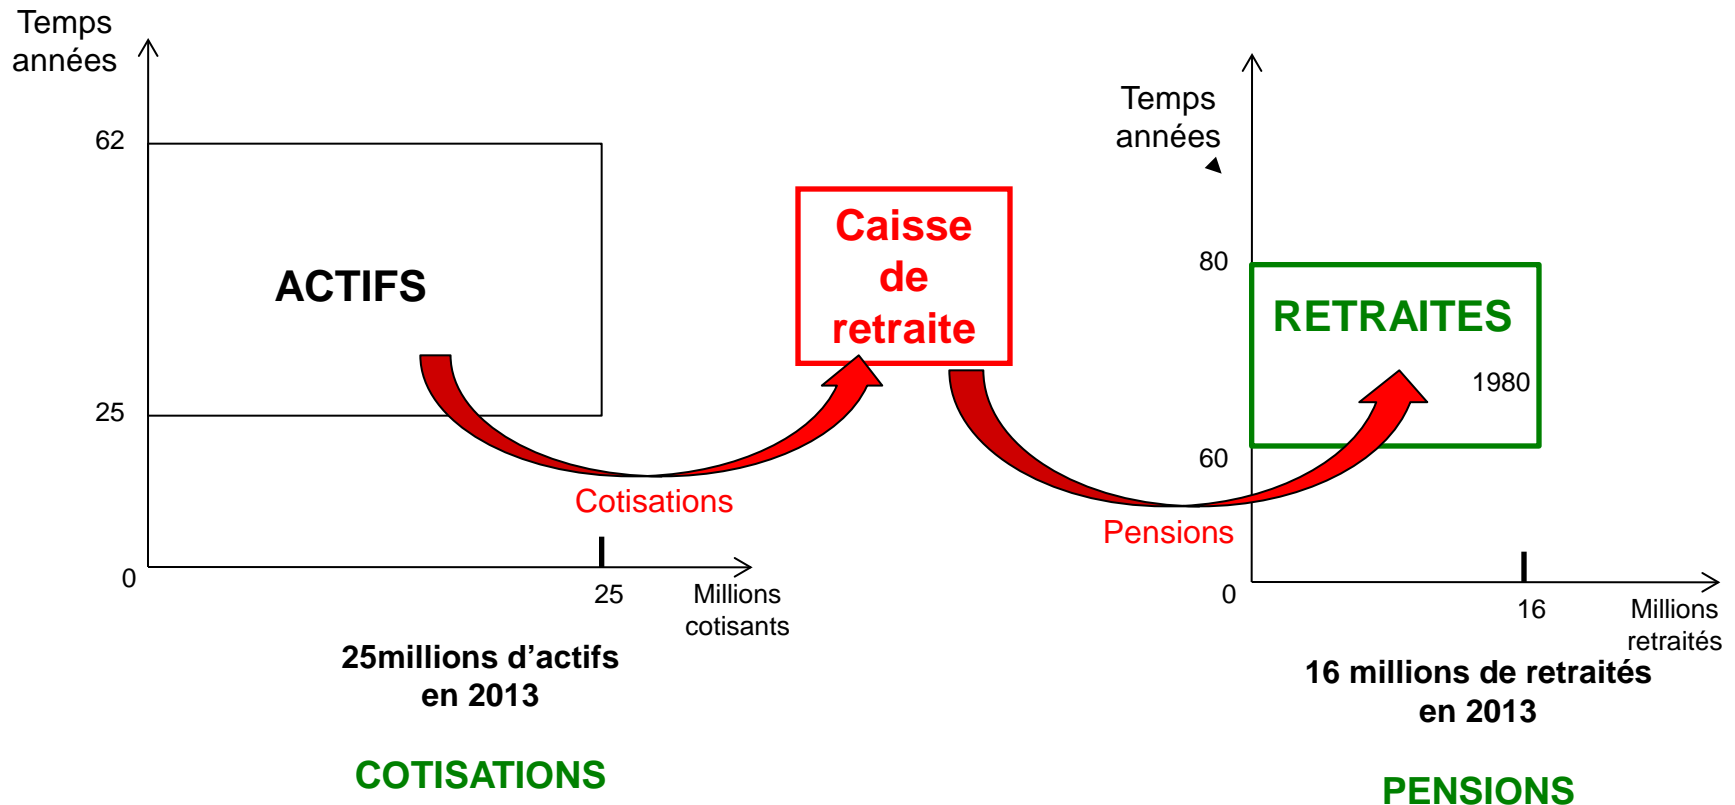 Temps
années
62
ACTIFS
25
0
25
Millions
cotisants
25millions d’actifs
en 2013
COTISATIONS
Caisse
de
retraite
Cotisations
Pensions
Temps
années
80
RETRAITES
1980
60
0
16
Millions
retraités
16 millions de retraités
en 2013
PENSIONS